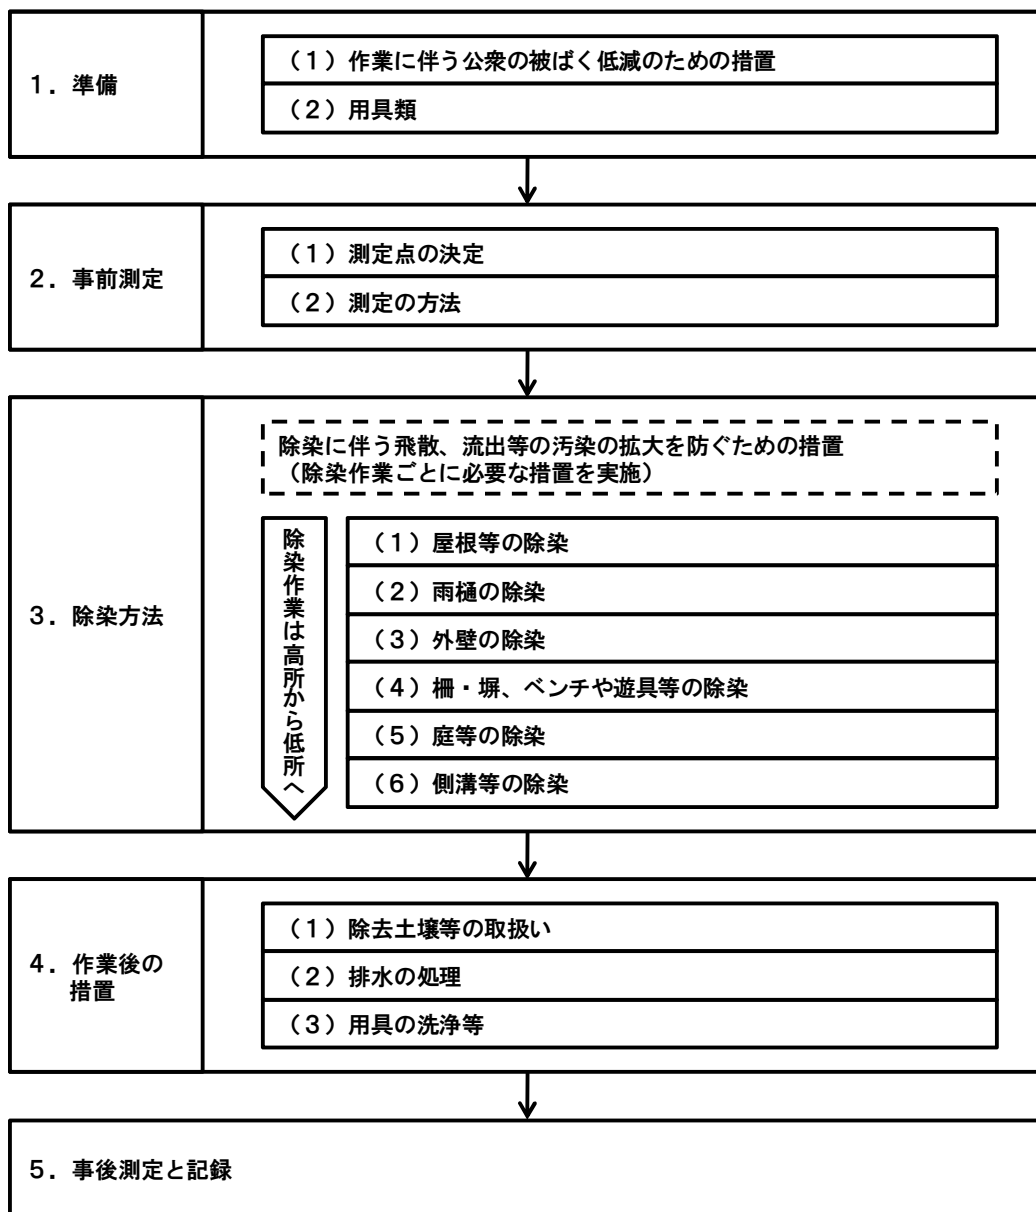 1．準備
（1）作業に伴う公衆の被ばく低減のための措置
（2）用具類
2．事前測定
（1）測定点の決定
（2）測定の方法
3．除染方法
除染に伴う飛散、流出等の汚染の拡大を防ぐための措置
（除染作業ごとに必要な措置を実施）
除染作業は高所から低所へ
（1）屋根等の除染
（2）雨樋の除染
（3）外壁の除染
（4）柵・塀、ベンチや遊具等の除染
（5）庭等の除染
（6）側溝等の除染
4．作業後の
措置
（1）除去土壌等の取扱い
（2）排水の処理
（3）用具の洗浄等
5．事後測定と記録